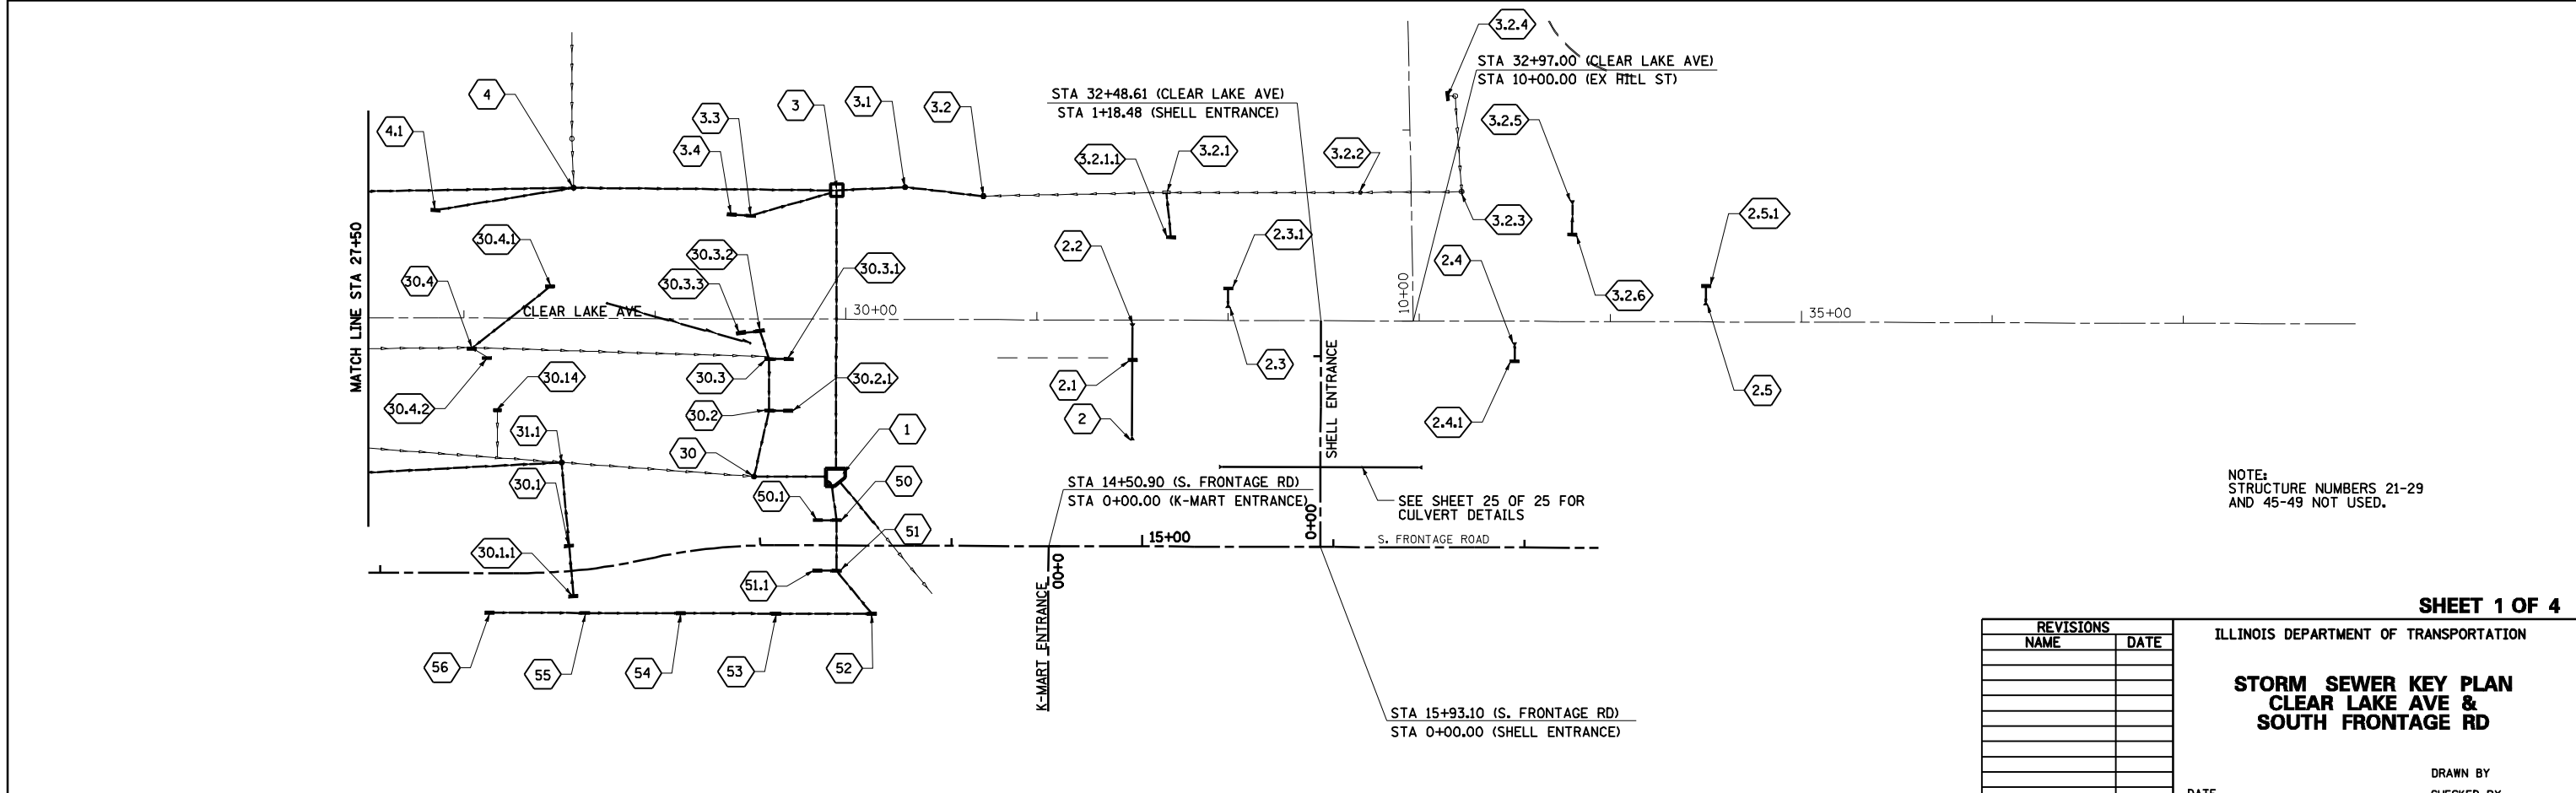 3.2.4
STA 32+97.00 (CLEAR LAKE AVE)
STA 10+00.00 (EX HILL ST)
4
3
3.1
3.2
STA 32+48.61 (CLEAR LAKE AVE)
STA 1+18.48 (SHELL ENTRANCE)
4.1
3.3
3.4
3.2.1.1
3.2.1
3.2.2
3.2.5
3.2.3
2.5.1
MATCH LINE STA 27+50
30.4.1
30.4
30.3.2
30.3.3
30.3.1
2.2
2.3.1
2.4
3.2.6
10+00
CLEAR LAKE AVE
30+00
35+00
30.3
30.2.1
30.14
30.4.2
30.2
2.1
2.3
2.5
2
2.4.1
SHELL ENTRANCE
31.1
1
30
30.1
50.1
50
STA 14+50.90 (S. FRONTAGE RD)
STA 0+00.00 (K-MART ENTRANCE)
SEE SHEET 25 OF 25 FOR
CULVERT DETAILS
NOTE:
STRUCTURE NUMBERS 21-29
AND 45-49 NOT USED.
0+00
51
15+00
S. FRONTAGE ROAD
30.1.1
51.1
0+00
K-MART ENTRANCE
56
55
54
53
52
STA 15+93.10 (S. FRONTAGE RD)
STA 0+00.00 (SHELL ENTRANCE)
SHEET 1 OF 4
REVISIONS
NAME DATE
ILLINOIS DEPARTMENT OF TRANSPORTATION
STORM SEWER KEY PLAN
CLEAR LAKE AVE &
SOUTH FRONTAGE RD
DRAWN BY
DATE
CHECKED BY